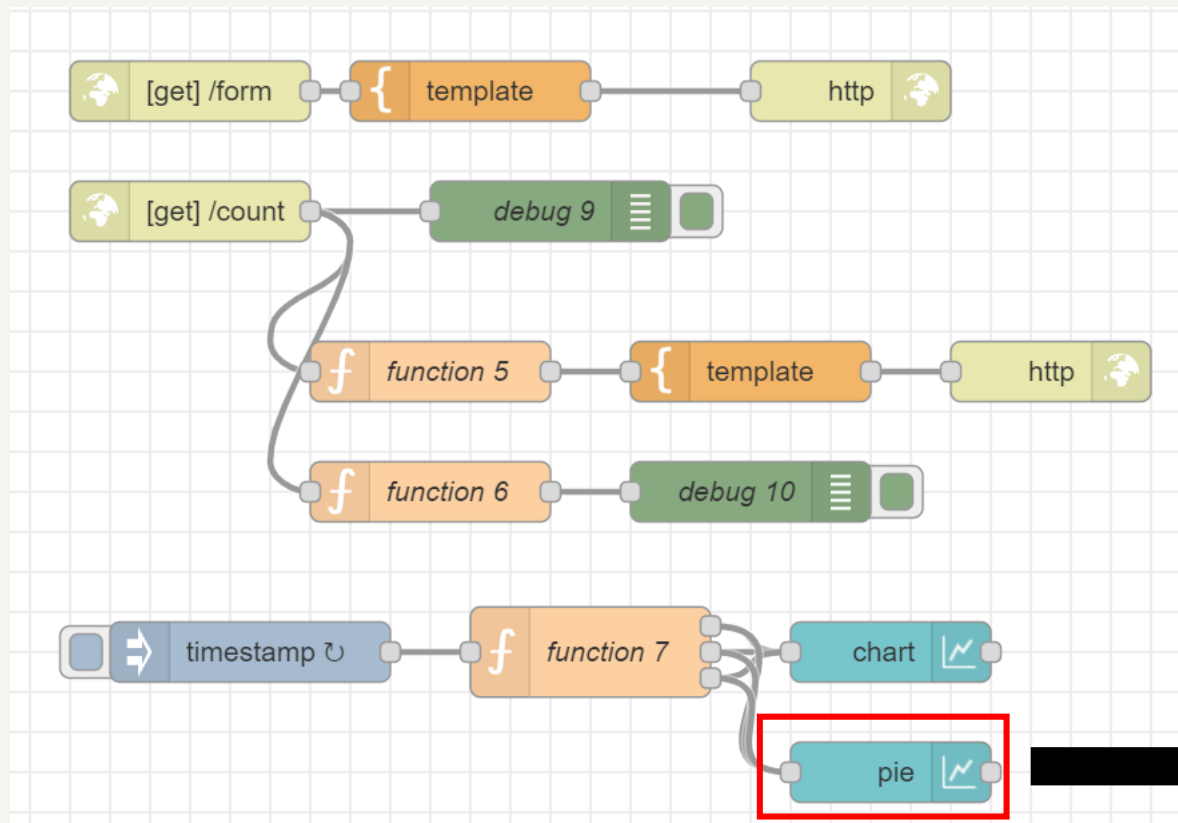 [get] /form
template
http
[get] /count
debug 9
function 5
template
http
function 6
debug 10
timestamp ↻
function 7
chart
pie